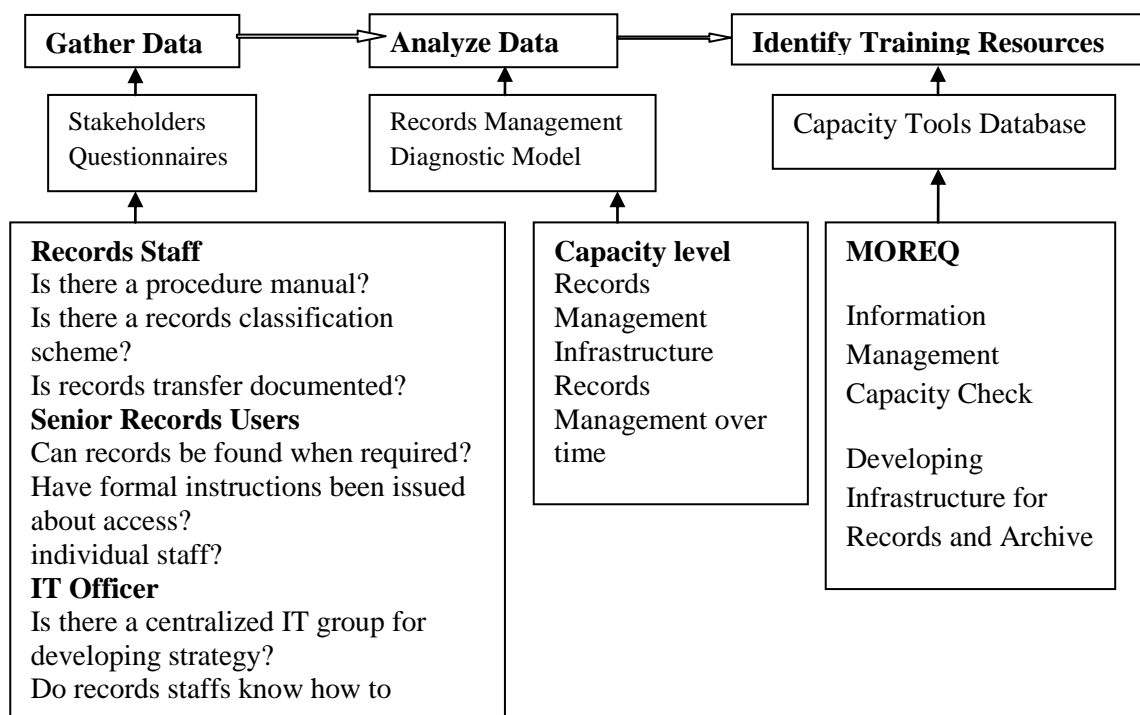 Gather Data
Analyze Data
Identify Training Resources
Stakeholders
Questionnaires
Records Management
Diagnostic Model
Capacity Tools Database
Records Staff
Is there a procedure manual?
Is there a records classification
scheme?
Is records transfer documented?
Senior Records Users
Can records be found when required?
Have formal instructions been issued
about access?
individual staff?
IT Officer
Is there a centralized IT group for
developing strategy?
Do records staffs know how to
Capacity level
Records
Management
Infrastructure
Records
Management over
time
MOREQ
Information
Management
Capacity Check
Developing
Infrastructure for
Records and Archive